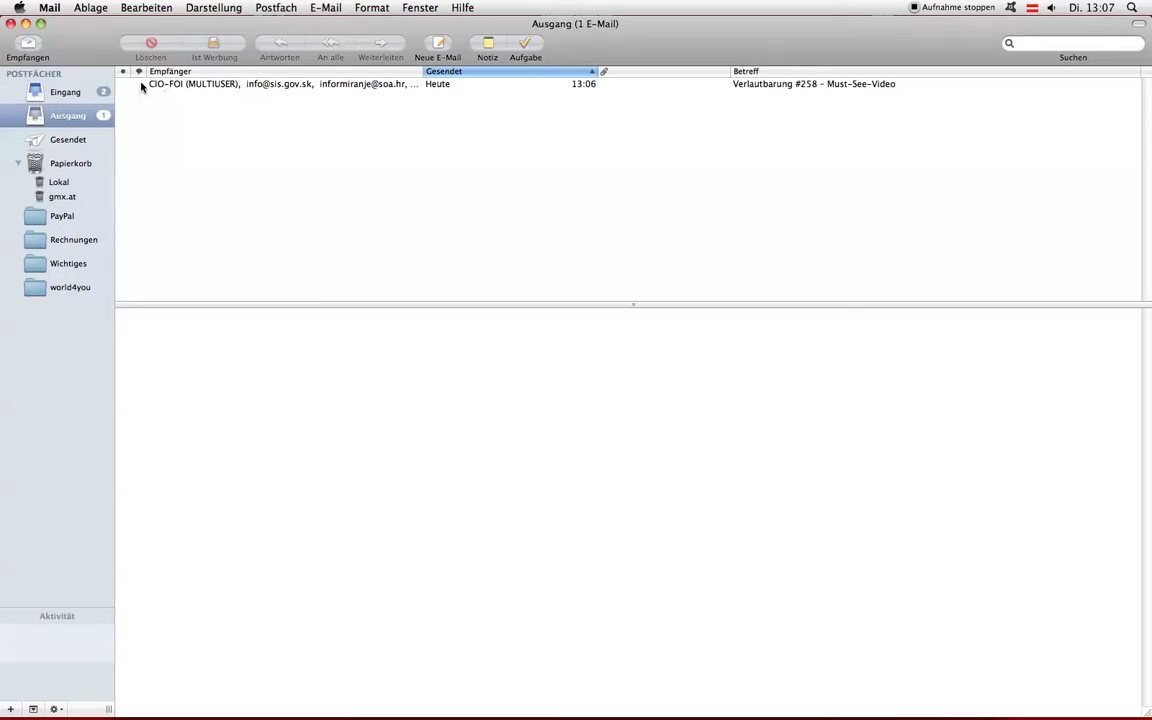 Mail Ablage Bearbeiten Darstellung Postfach E-Mail Format Fenster Hilfe Aufnahme stoppen Di. 13:07
Ausgang (1 E-Mail)
Empfangen Löschen Ist Werbung Antworten An alle Weiterleiten Neue E-Mail Notiz Aufgabe Suchen
POSTFÄCHER
Empfänger Gesendet Betreff
CIO-FOI (MULTIUSER), info@sis.gov.sk, informiranje@soa.hr, ... Heute 13:06 Verlautbarung #258 - Must-See-Video
Eingang 2
Ausgang 1
Gesendet
Papierkorb
Lokal
gmx.at
PayPal
Rechnungen
Wichtiges
world4you
Aktivität